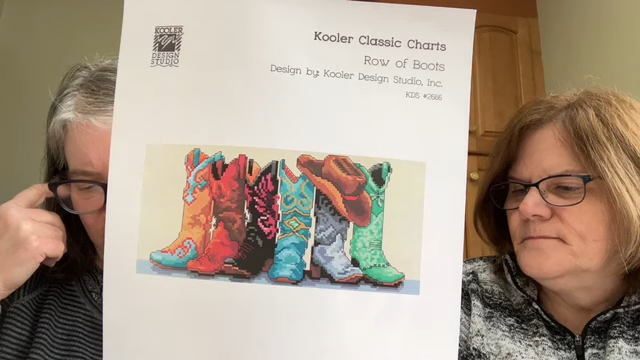 KOOLER
DESIGN
STUDIO
Kooler Classic Charts
Row of Boots
Design by: Kooler Design Studio, Inc.
KDS #2666